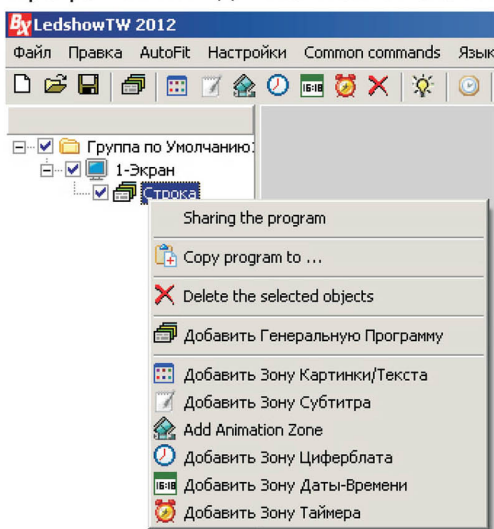 LedshowTW 2012
Файл Правка AutoFit Настройки Common commands Язык
Группа по Умолчанию:
1-Экран
Строка
Sharing the program
Copy program to ...
Delete the selected objects
Добавить Генеральную Программу
Добавить Зону Картинки/Текста
Добавить Зону Субтитра
Add Animation Zone
Добавить Зону Циферблата
Добавить Зону Даты-Времени
Добавить Зону Таймера